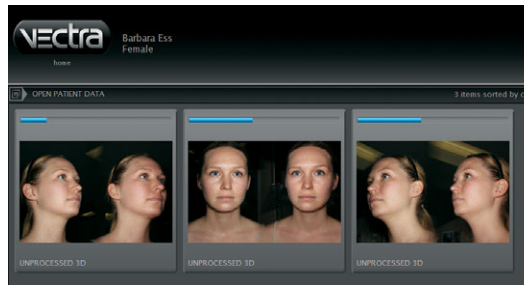 vectra
Barbara Ess
Female
home
OPEN PATIENT DATA
3 items sorted by
UNPROCESSED 3D
UNPROCESSED 3D
UNPROCESSED 3D